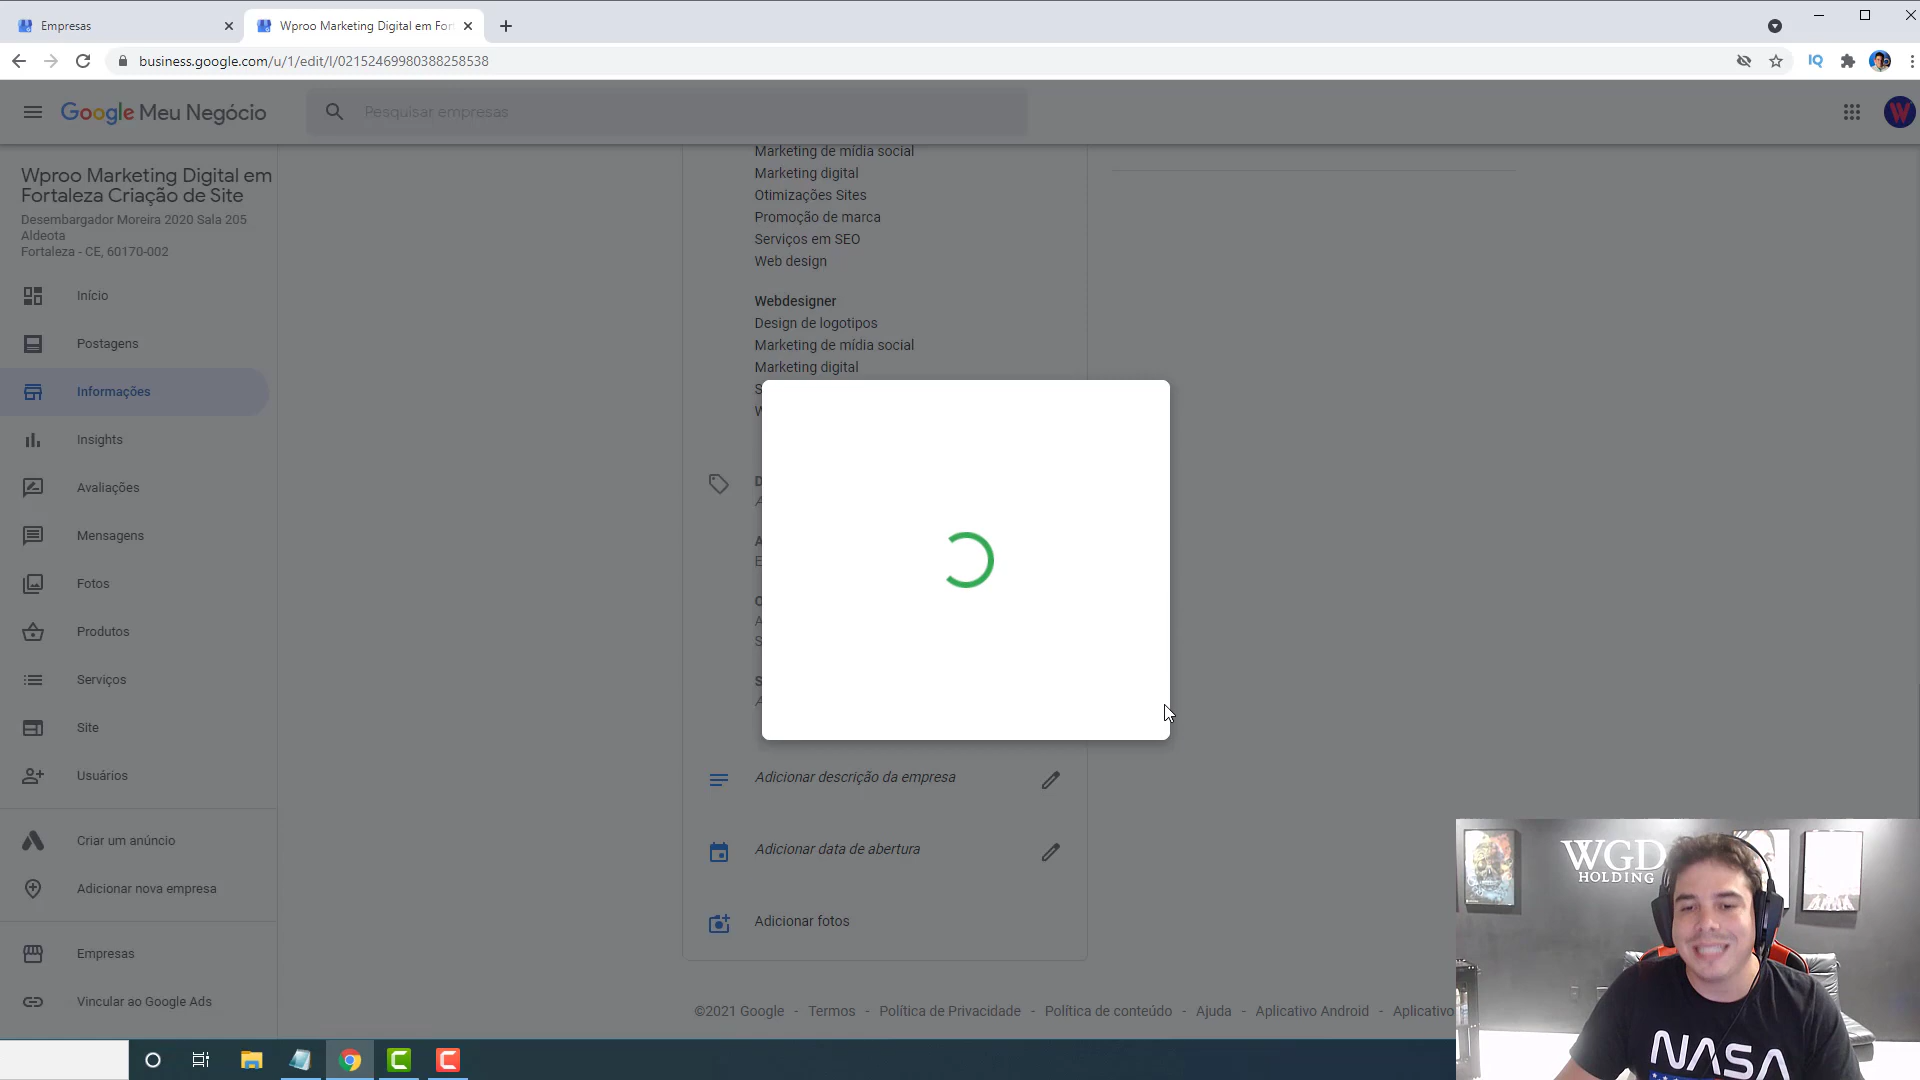 Empresas
Wproo Marketing Digital em For
business.google.com/u/1/edit/l/02152469980388258538
IQ
Google Meu Negócio
Pesquisar empresas
W
Wproo Marketing Digital em
Fortaleza Criação de Site
Desembargador Moreira 2020 Sala 205
Aldeota
Fortaleza - CE, 60170-002
Início
Postagens
Informações
Insights
Avaliações
Mensagens
Fotos
Produtos
Serviços
Site
Usuários
Criar um anúncio
Adicionar nova empresa
Empresas
Vincular ao Google Ads
Marketing de mídia social
Marketing digital
Otimizações Sites
Promoção de marca
Serviços em SEO
Web design
Webdesigner
Design de logotipos
Marketing de mídia social
Marketing digital
Adicionar descrição da empresa
Adicionar data de abertura
Adicionar fotos
©2021 Google - Termos - Política de Privacidade - Política de conteúdo - Ajuda - Aplicativo Android - Aplicativo
WGD
HOLDING
NASA